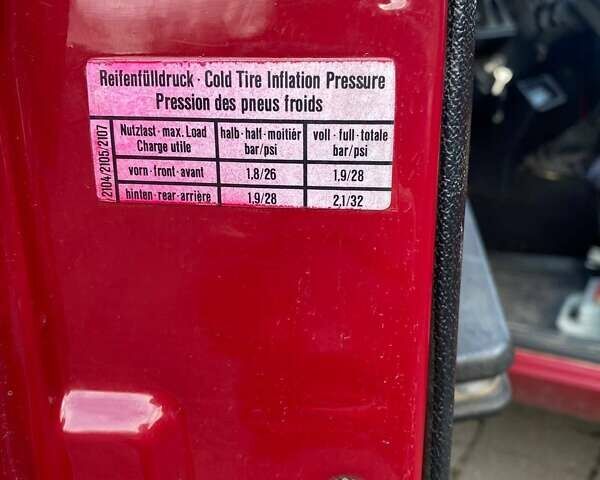 Reifenfülldruck · Cold Tire Inflation Pressure
Pression des pneus froids
2104/2105/2107
Nutzlast · max. Load halb · half · moitiér voll · full · totale
Charge utile bar/psi bar/psi
vorn · front · avant 1.8/26 1,9/28
hinten · rear · arrière 1,9/28 2,1/32